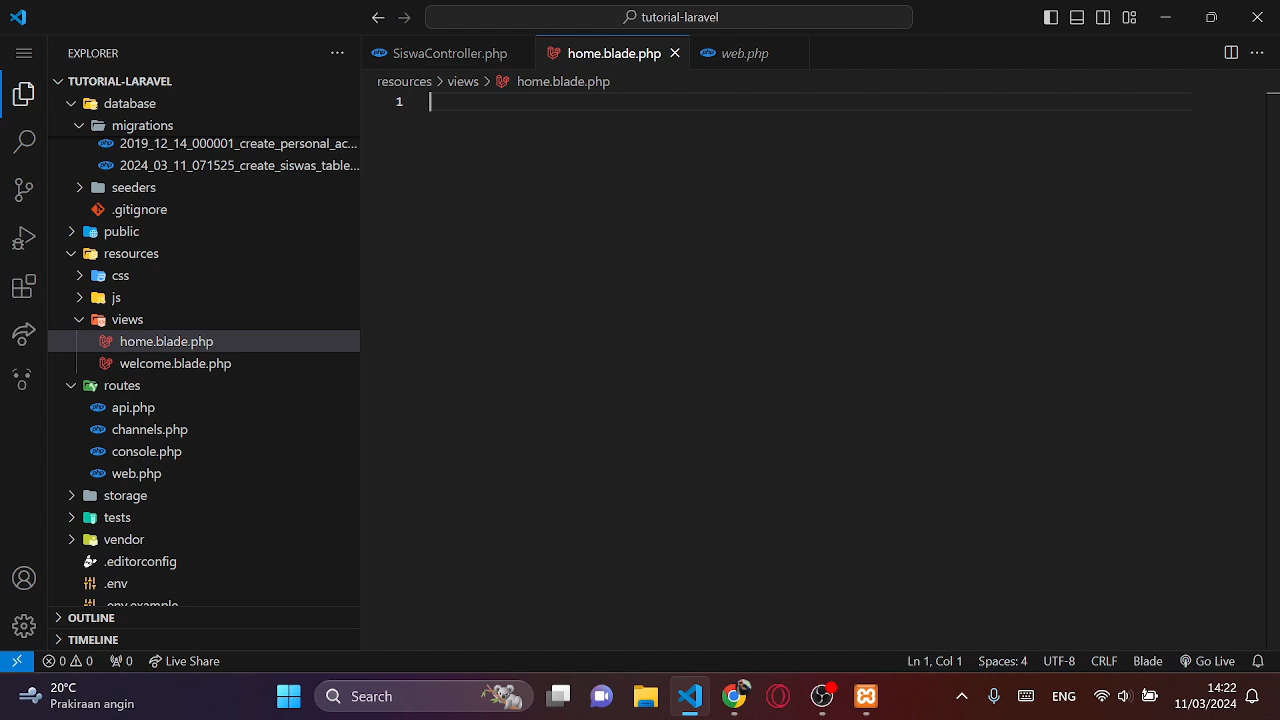 tutorial-laravel
EXPLORER
SiswaController.php
home.blade.php
web.php
TUTORIAL-LARAVEL
resources
views
home.blade.php
1
database
migrations
2019_12_14_000001_create_personal_ac...
2024_03_11_071525_create_siswas_table...
seeders
.gitignore
public
resources
css
js
views
home.blade.php
welcome.blade.php
routes
api.php
channels.php
console.php
web.php
storage
tests
vendor
.editorconfig
.env
.env.example
OUTLINE
TIMELINE
0 0 0 Live Share
Ln 1, Col 1 Spaces: 4 UTF-8 CRLF Blade Go Live
20°C
Prakiraan angin
Search
ENG
14:22
11/03/2024